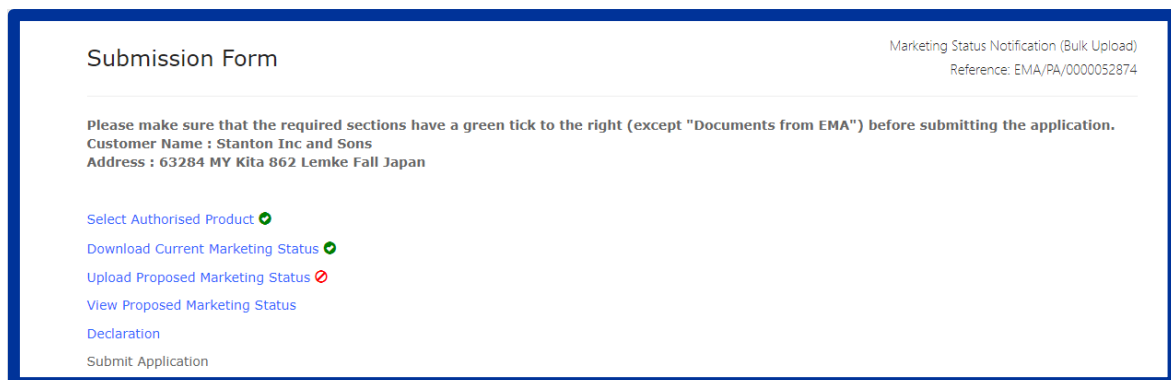 Submission Form
Marketing Status Notification (Bulk Upload)
Reference: EMA/PA/0000052874
Please make sure that the required sections have a green tick to the right (except "Documents from EMA") before submitting the application.
Customer Name : Stanton Inc and Sons
Address : 63284 MY Kita 862 Lemke Fall Japan
Select Authorised Product
Download Current Marketing Status
Upload Proposed Marketing Status
View Proposed Marketing Status
Declaration
Submit Application